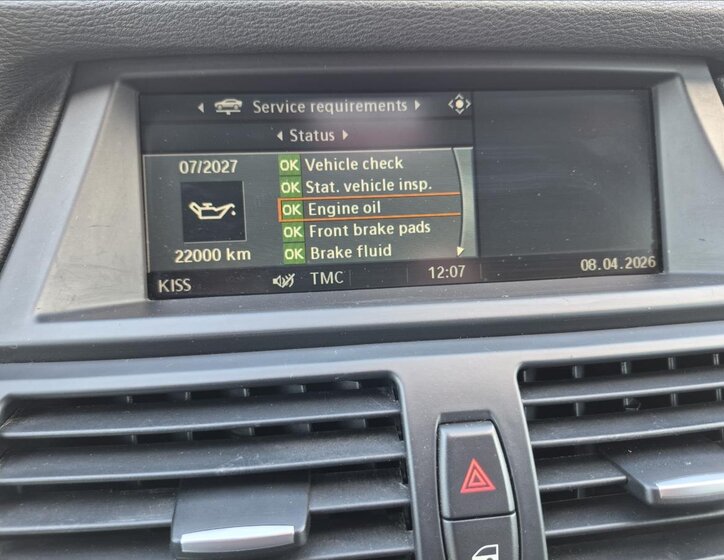 Service requirements
Status
07/2027
OK Vehicle check
OK Stat. vehicle insp.
OK Engine oil
OK Front brake pads
22000 km
OK Brake fluid
KISS TMC 12:07 08.04.2026